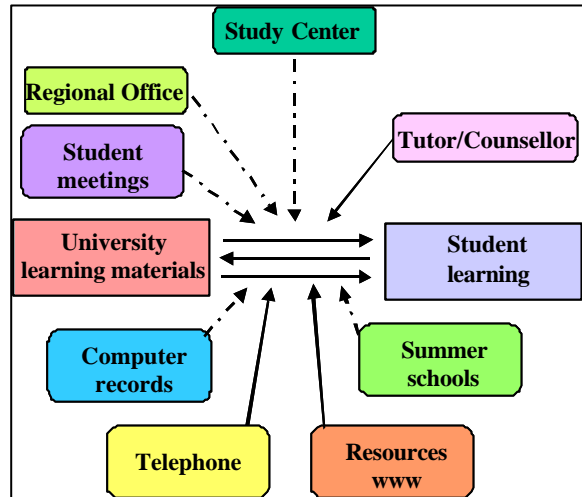 Study Center
Regional Office
Student
meetings
Tutor/Counsellor
University
learning materials
Student
learning
Computer
records
Summer
schools
Telephone
Resources
www